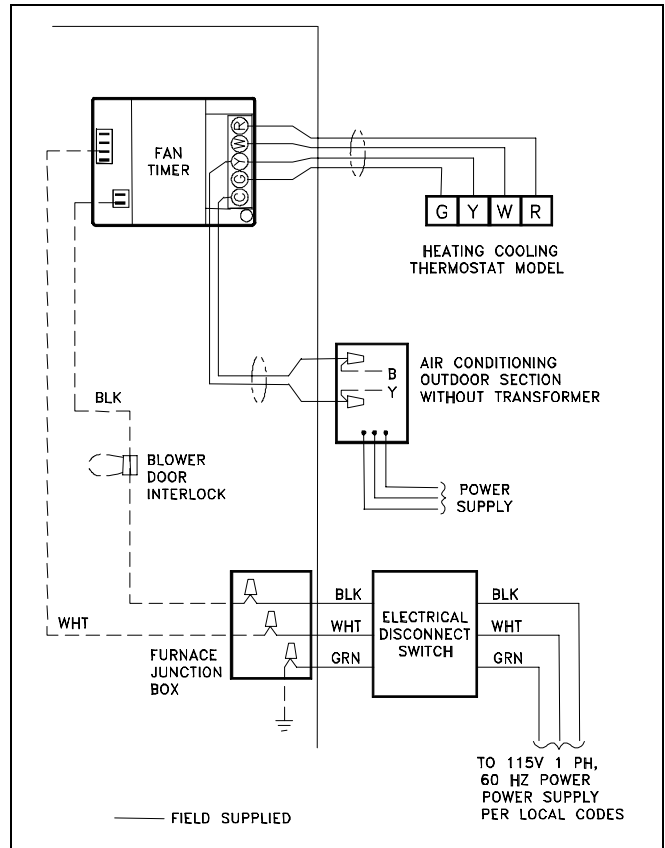 FAN
TIMER
R
W
Y
G
C
G Y W R
HEATING COOLING
THERMOSTAT MODEL
B
Y
AIR CONDITIONING
OUTDOOR SECTION
WITHOUT TRANSFORMER
BLK
BLOWER
DOOR
INTERLOCK
POWER
SUPPLY
WHT
FURNACE
JUNCTION
BOX
BLK
WHT
GRN
ELECTRICAL
DISCONNECT
SWITCH
BLK
WHT
GRN
TO 115V 1 PH,
60 HZ POWER
POWER SUPPLY
PER LOCAL CODES
FIELD SUPPLIED